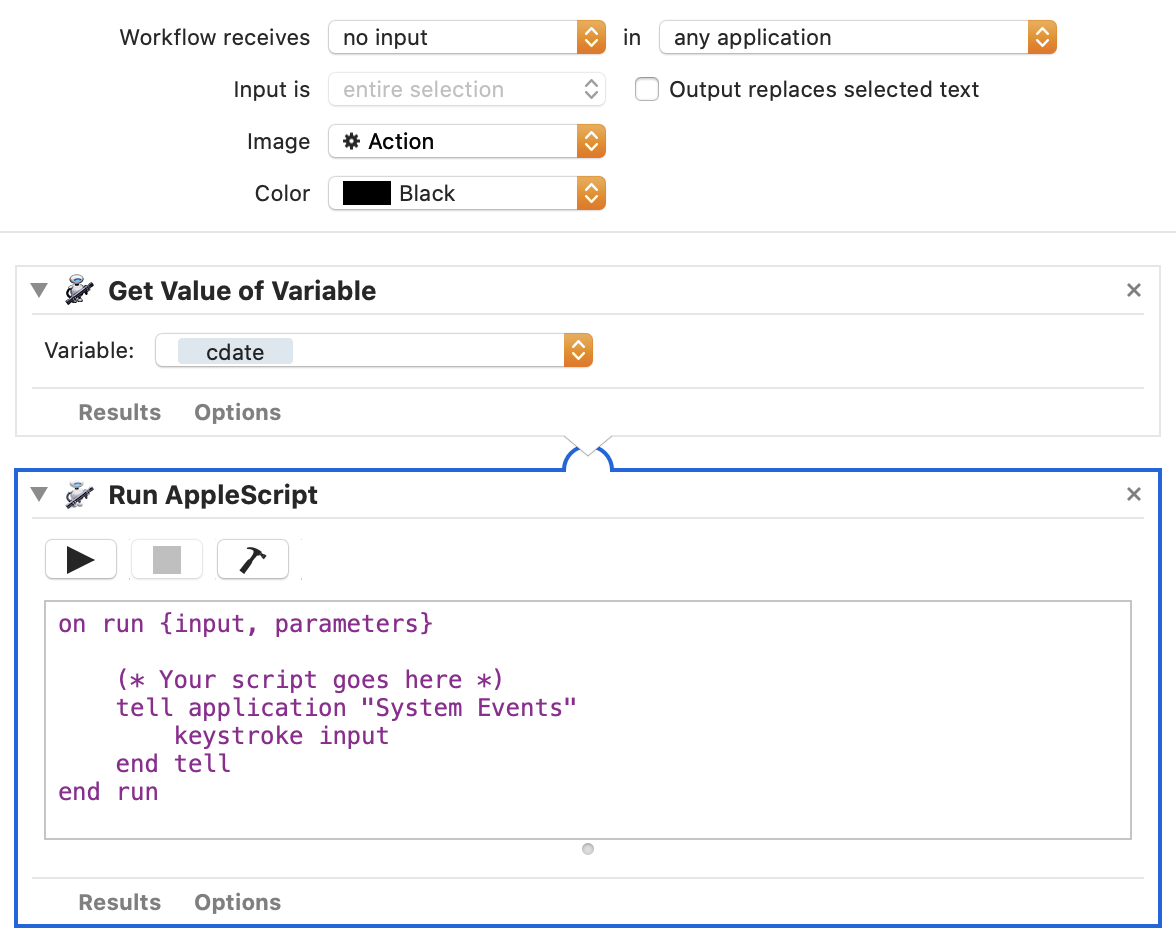 Workflow receives no input in any application
Input is entire selection Output replaces selected text
Image Action
Color Black
Get Value of Variable
Variable: cdate
Results Options
Run AppleScript
on run {input, parameters}
(* Your script goes here *)
tell application "System Events"
keystroke input
end tell
end run
Results Options